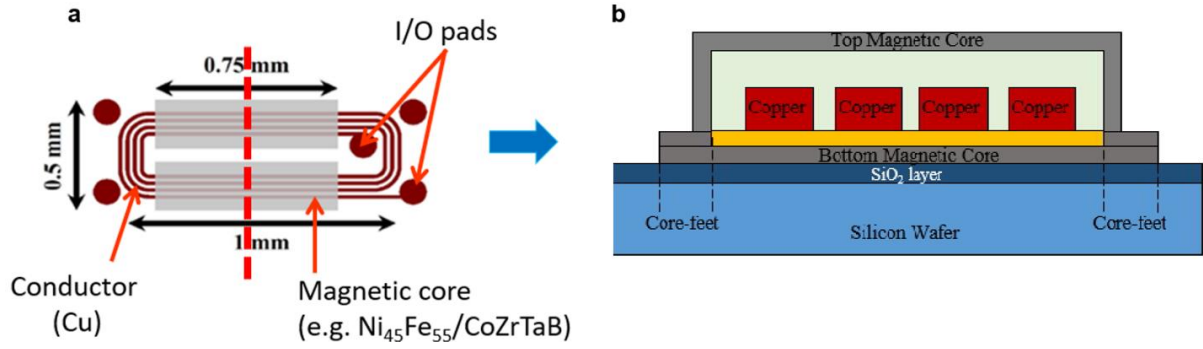 a
I/O pads
0.75 mm
0.5 mm
1 mm
Conductor
(Cu)
Magnetic core
(e.g. Ni₄₅Fe₅₅/CoZrTaB)
b
Top Magnetic Core
Copper Copper Copper Copper
Bottom Magnetic Core
SiO₂ layer
Core-feet Core-feet
Silicon Wafer